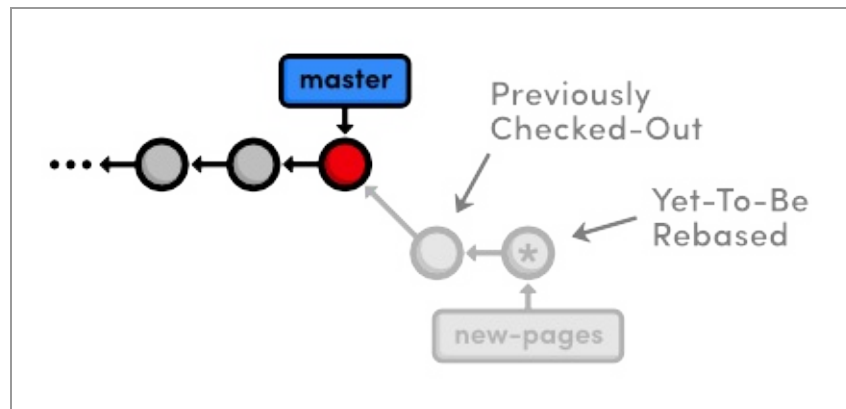 master
Previously
Checked-Out
Yet-To-Be
Rebased
*
new-pages